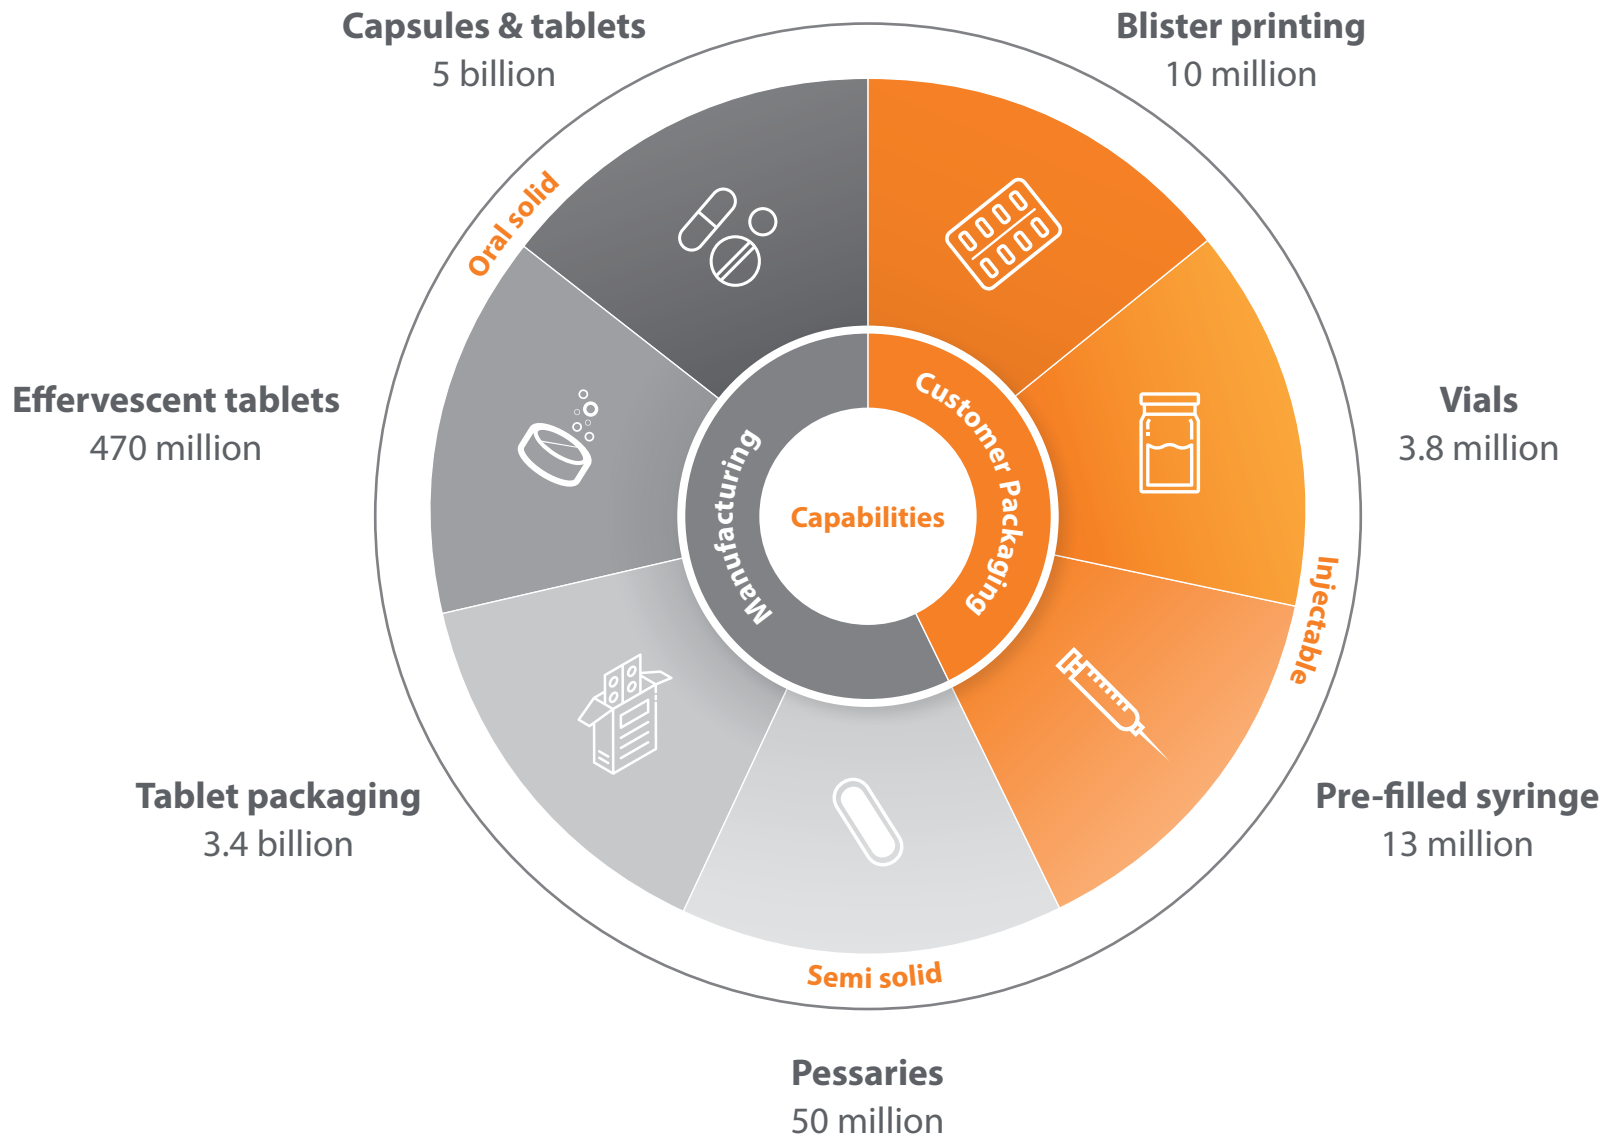 Capsules & tablets
5 billion
Blister printing
10 million
Oral solid
Effervescent tablets
470 million
Vials
3.8 million
Manufacturing
Customer Packaging
Capabilities
Injectable
Tablet packaging
3.4 billion
Pre-filled syringe
13 million
Semi solid
Pessaries
50 million